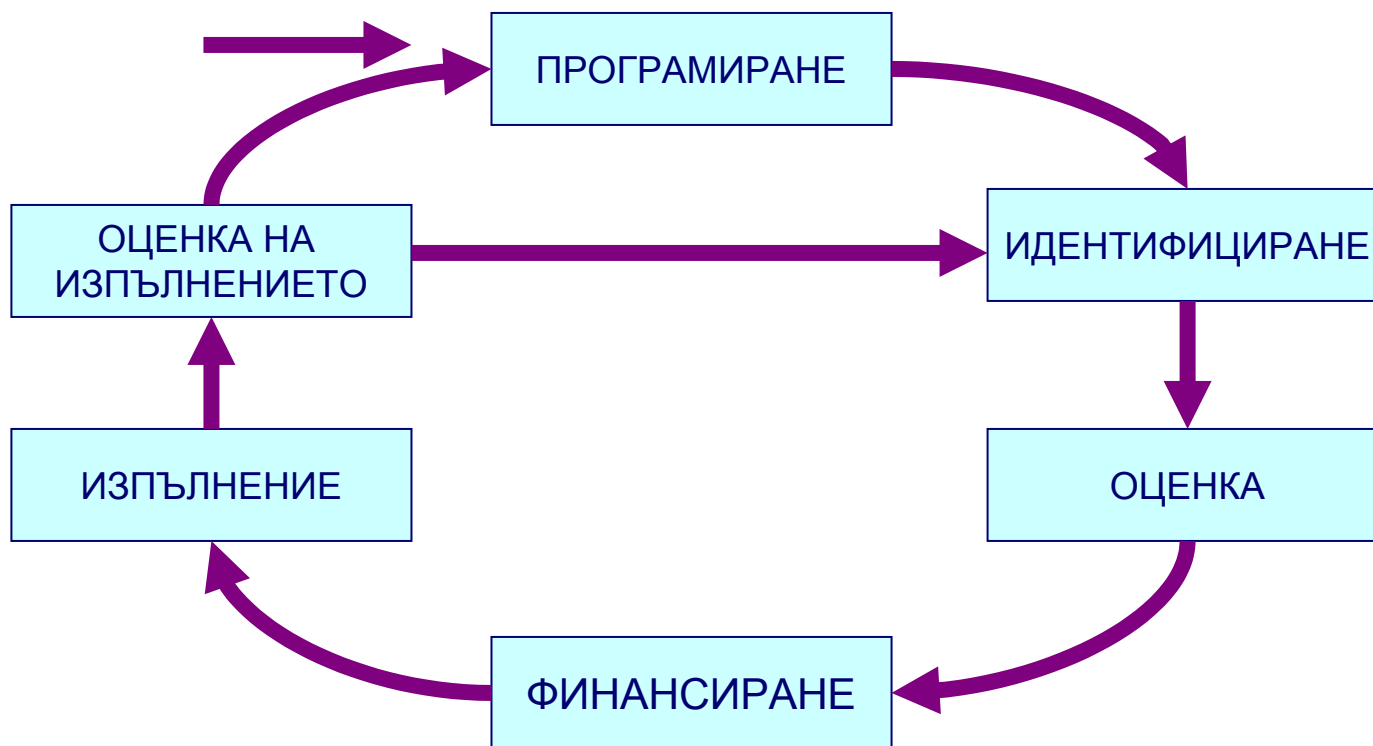 ПРОГРАМИРАНЕ
ОЦЕНКА НА
ИЗПЪЛНЕНИЕТО
ИДЕНТИФИЦИРАНЕ
ИЗПЪЛНЕНИЕ
ОЦЕНКА
ФИНАНСИРАНЕ